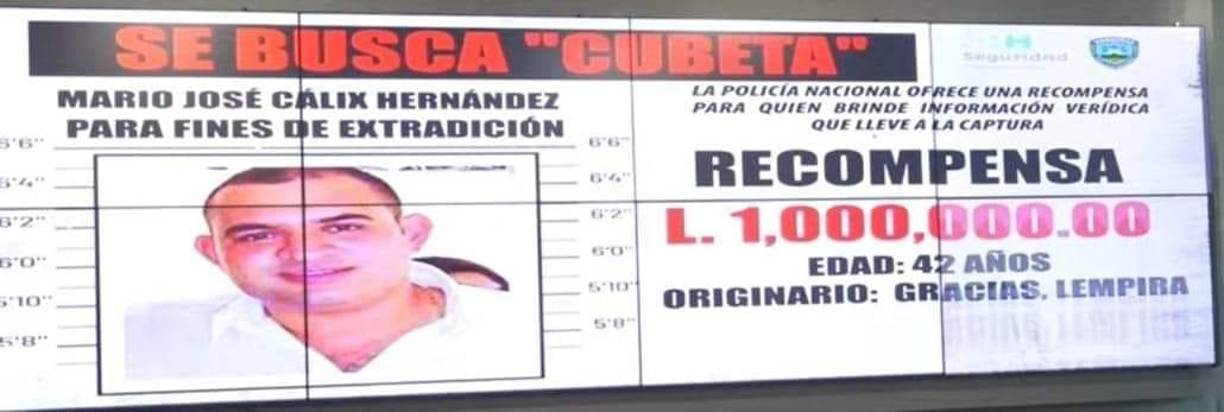 SE BUSCA "CUBETA"
MARIO JOSÉ CÁLIX HERNÁNDEZ
PARA FINES DE EXTRADICIÓN
6'6"
6'4"
6'2"
6'0"
5'10"
5'8"
6'6"
6'4"
6'2"
6'0"
5'10"
5'8"
Seguridad
LA POLICÍA NACIONAL OFRECE UNA RECOMPENSA
PARA QUIEN BRINDE INFORMACIÓN VERÍDICA
QUE LLEVE A LA CAPTURA
RECOMPENSA
L. 1,000,000.00
EDAD: 42 AÑOS
ORIGINARIO: GRACIAS, LEMPIRA